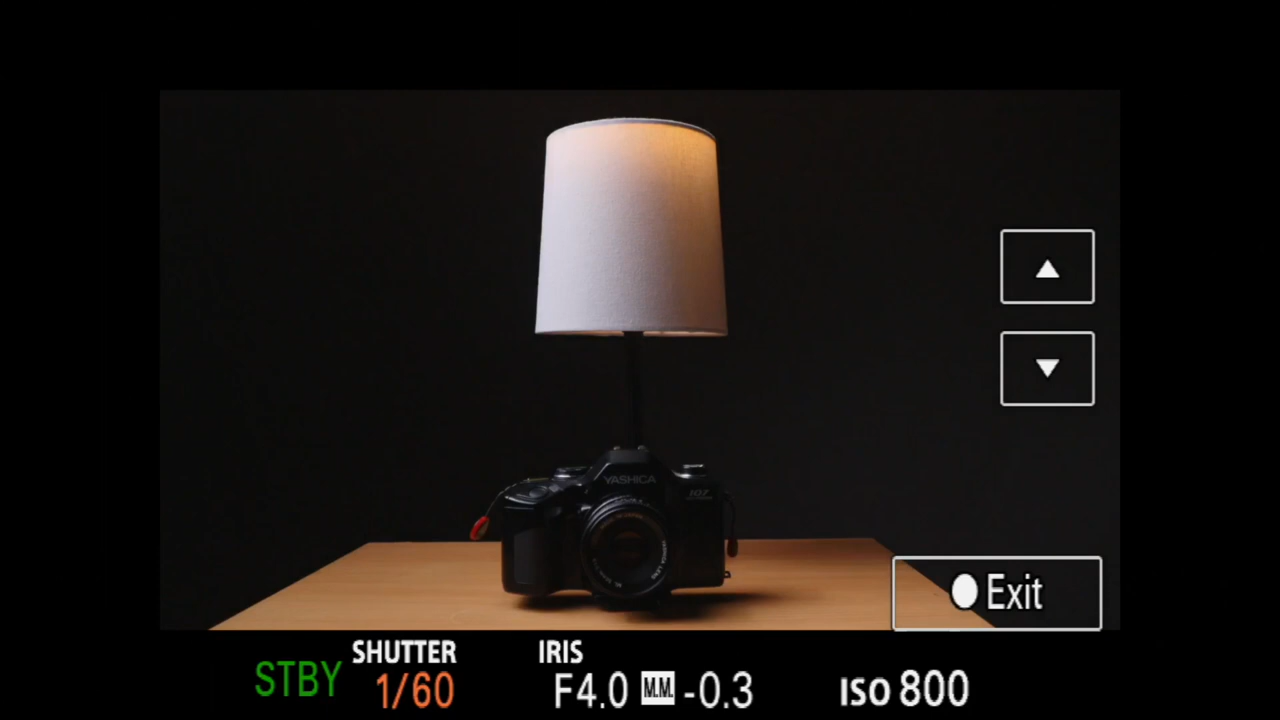 YASHICA
107
STBY
SHUTTER
1/60
IRIS
F4.0 M.M. -0.3
ISO 800
Exit